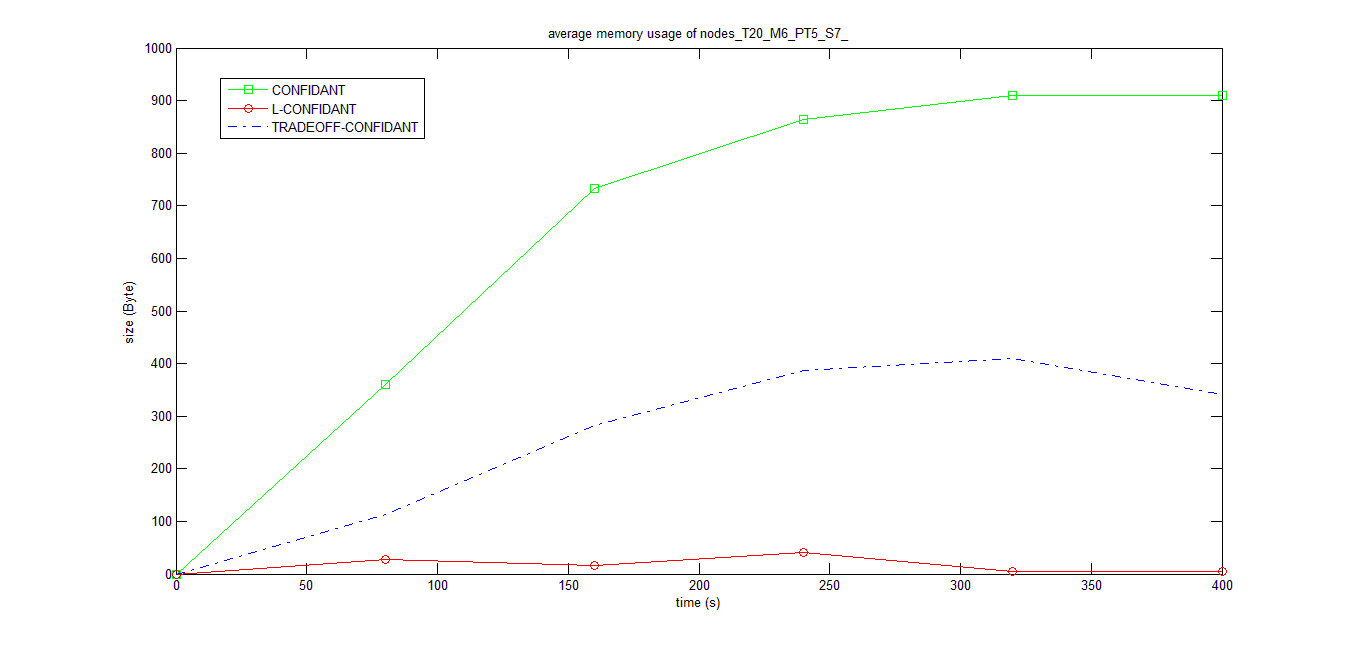 average memory usage of nodes_T20_M6_PT5_S7_
1000
900
800
700
600
500
400
300
200
100
0
size (Byte)
CONFIDANT
L-CONFIDANT
TRADEOFF-CONFIDANT
0 50 100 150 200 250 300 350 400
time (s)